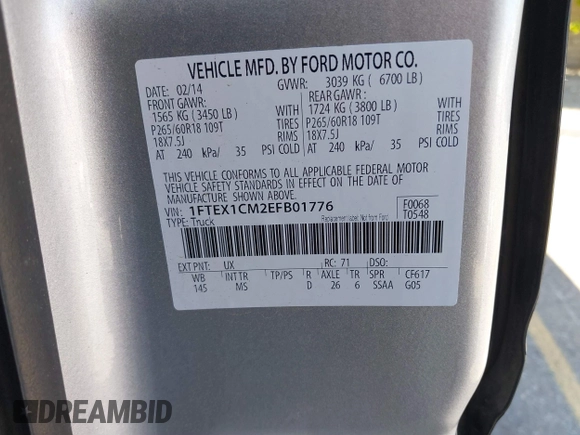 VEHICLE MFD. BY FORD MOTOR CO.
DATE: 02/14 GVWR: 3039 KG ( 6700 LB )
FRONT GAWR: REAR GAWR:
1565 KG ( 3450 LB ) WITH 1724 KG ( 3800 LB ) WITH
P265/60R18 109T TIRES P265/60R18 109T TIRES
18X7.5J RIMS 18X7.5J RIMS
AT 240 kPa/ 35 PSI COLD AT 240 kPa/ 35 PSI COLD
THIS VEHICLE CONFORMS TO ALL APPLICABLE FEDERAL MOTOR
VEHICLE SAFETY STANDARDS IN EFFECT ON THE DATE OF
MANUFACTURE SHOWN ABOVE.
VIN: 1FTEX1CM2EFB01776 F0068
TYPE: Truck Replacement label: Not from Ford. T0548
EXT PNT: UX RC: 71 DSO:
WB INTTR TP/PS R AXLE TR SPR CF617
145 MS D 26 6 SSAA G05
DREAMBID